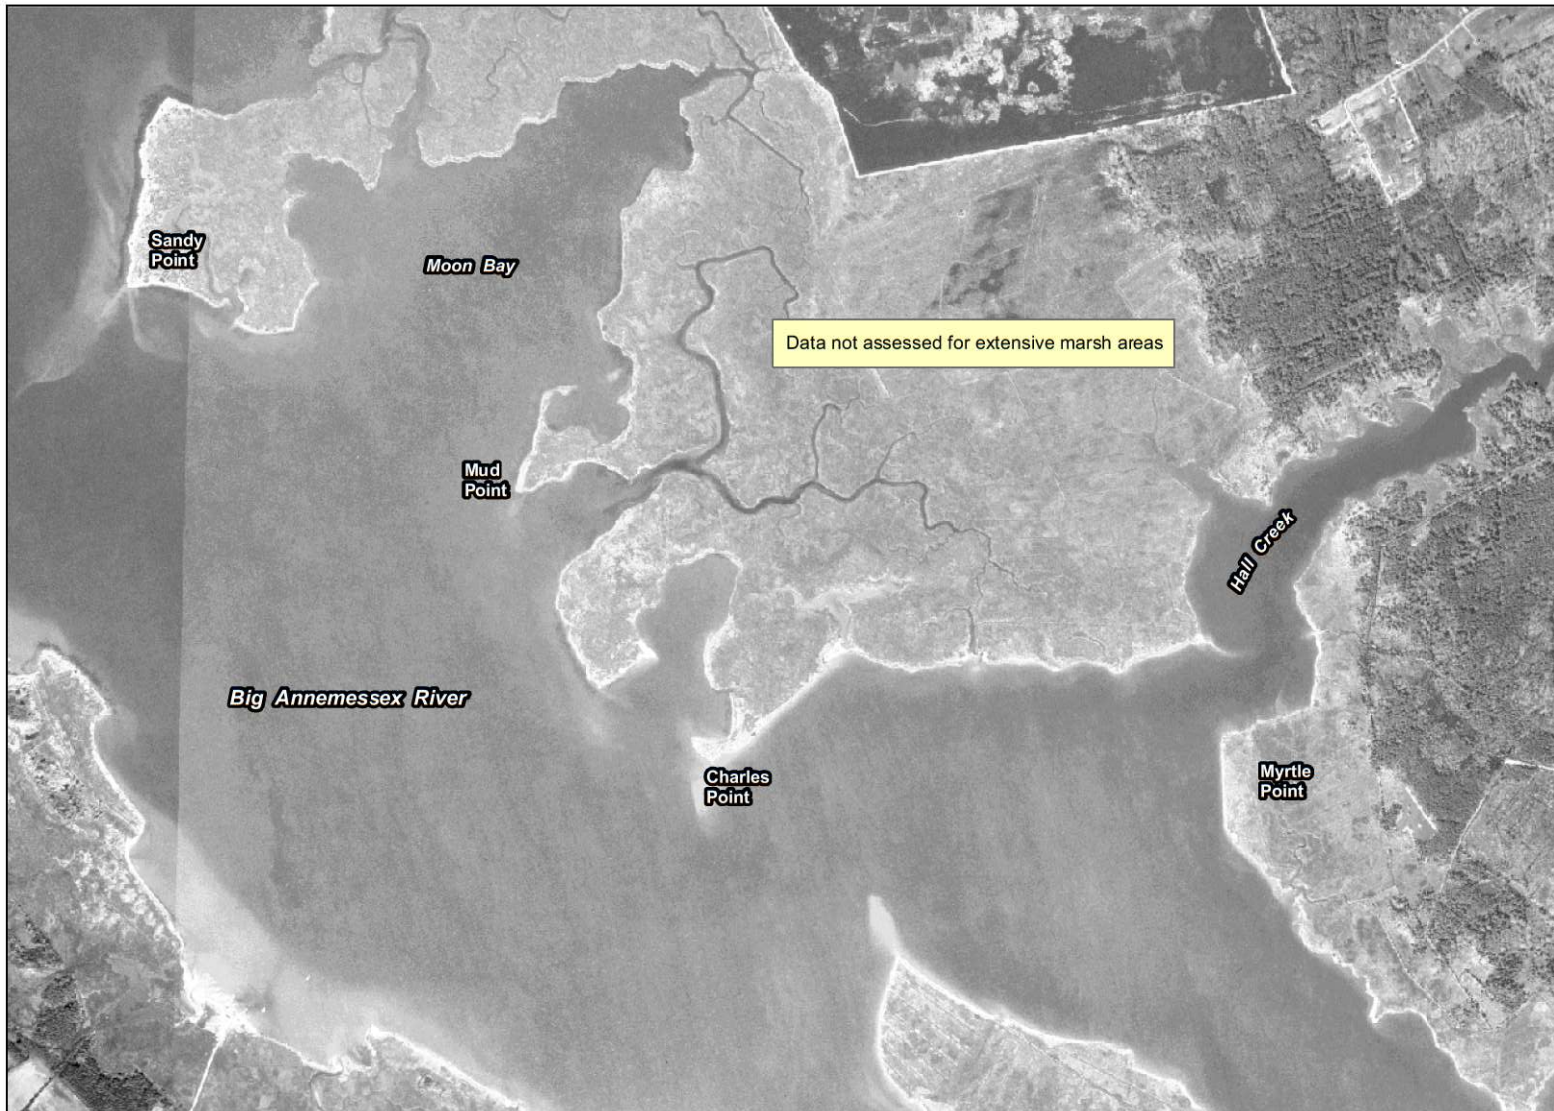 Sandy
Point
Moon Bay
Data not assessed for extensive marsh areas
Mud
Point
Hall Creek
Big Annemessex River
Charles
Point
Myrtle
Point